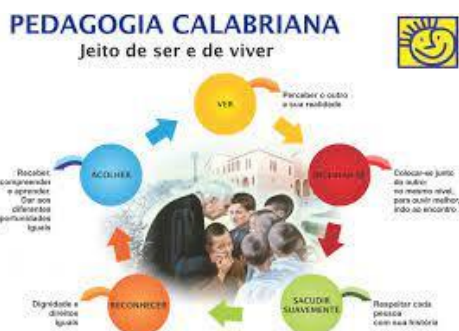 PEDAGOGIA CALABRIANA
Jeito de ser e de viver
VER
Perceber o outro
e sua realidade
Colocar-se junto
do outro:
no mesmo nível,
para ouvir melhor,
indo ao encontro
SACUDIR
SUAVEMENTE
Respeitar cada
pessoa
com sua história
RECONHECER
Dignidade e
direitos
iguais
ACOLHER
Receber,
compreender
e aprender.
Dar aos
diferentes
oportunidades
iguais